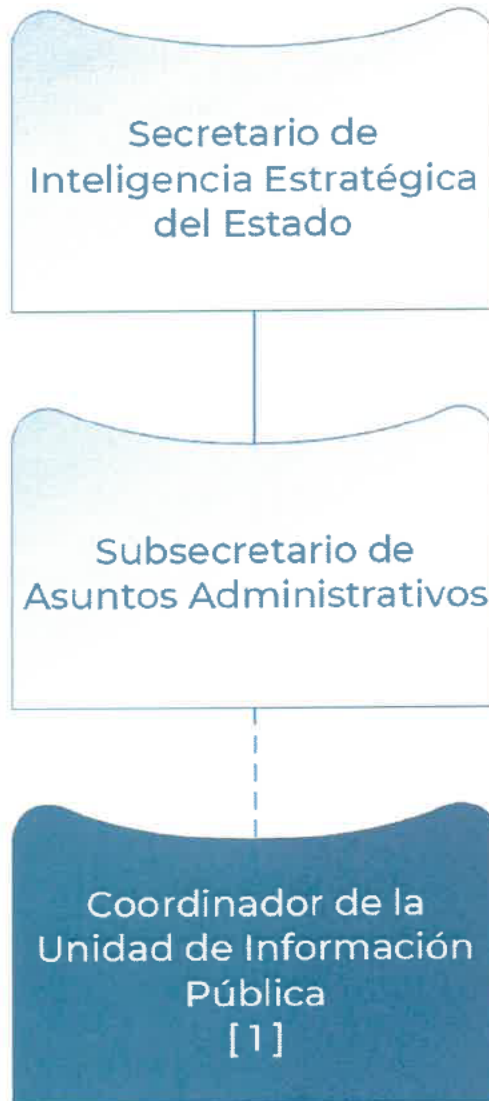 Secretario de
Inteligencia Estratégica
del Estado
Subsecretario de
Asuntos Administrativos
Coordinador de la
Unidad de Información
Pública
[1]